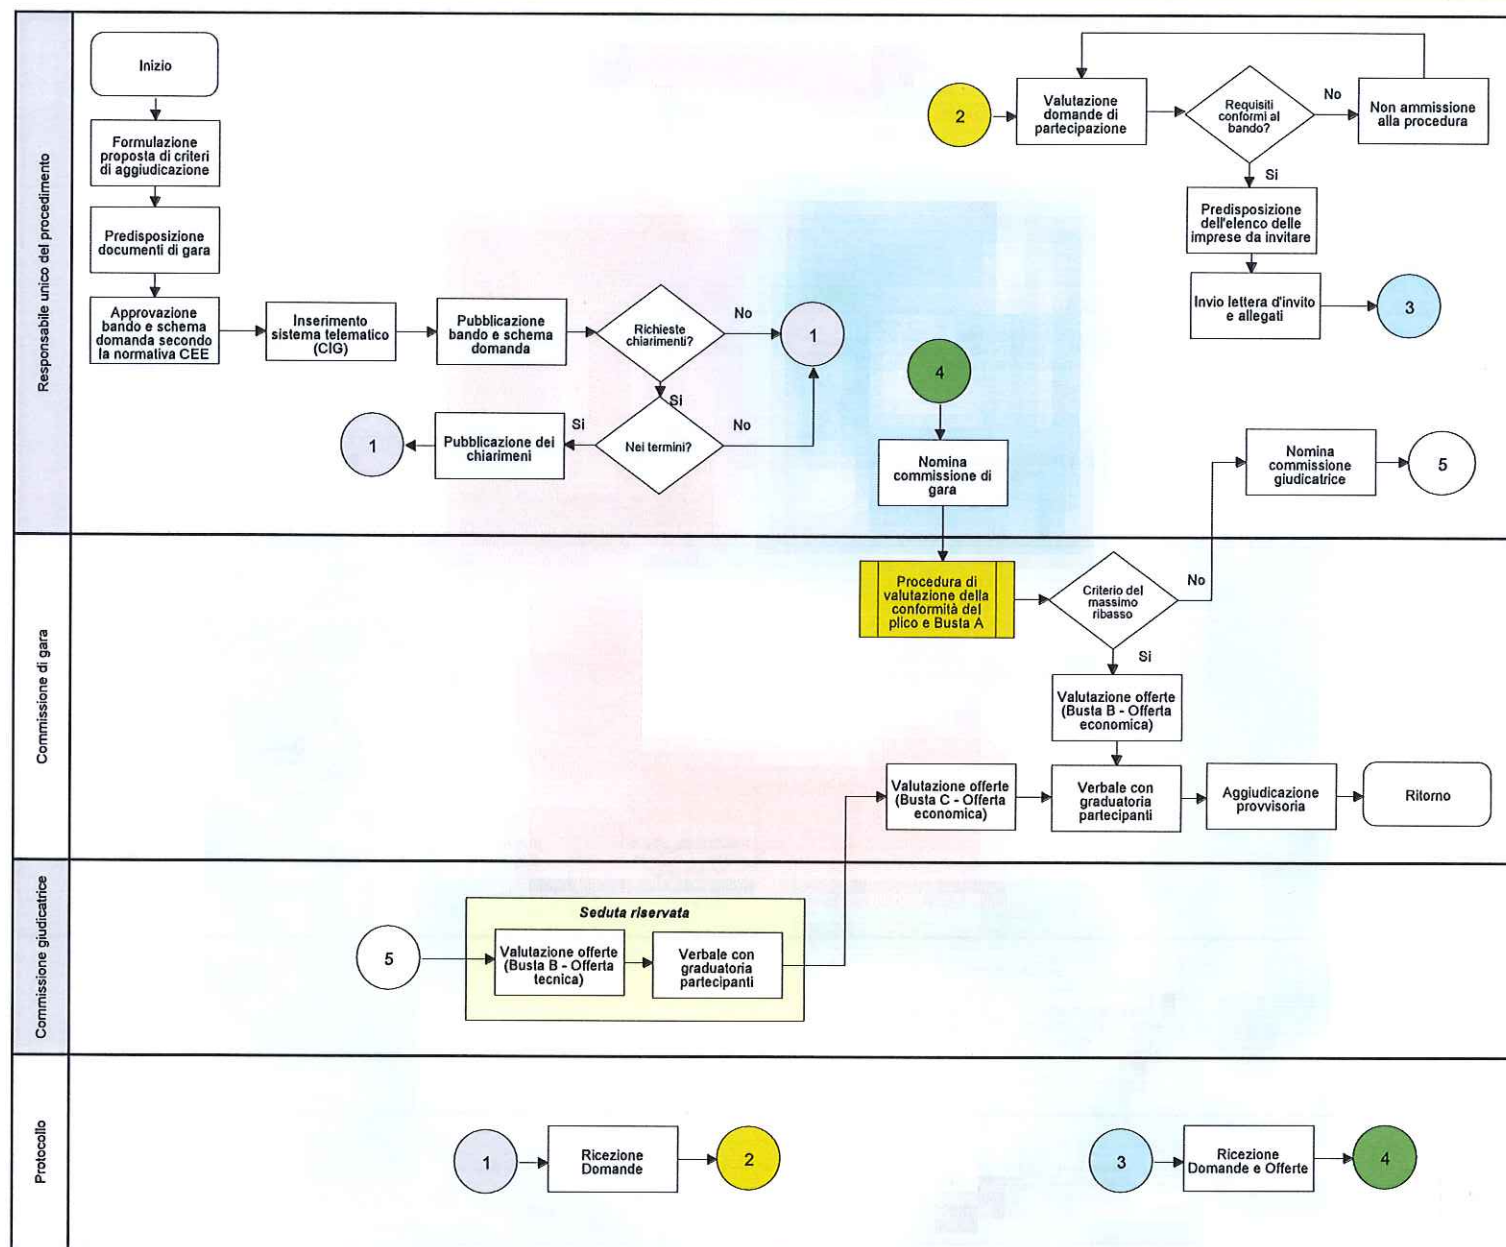 Responsabile unico del procedimento
Inizio
Formulazione
proposta di criteri
di aggiudicazione
Predisposizione
documenti di gara
Approvazione
bando e schema
domanda secondo
la normativa CEE
Inserimento
sistema telematico
(CIG)
Pubblicazione
bando e schema
domanda
Richieste
chiarimenti?
No
1
Si
Nei termini?
No
Si
Pubblicazione dei
chiarimeni
1
2
Valutazione
domande di
partecipazione
Requisiti
conformi al
bando?
No
Non ammissione
alla procedura
Si
Predisposizione
dell'elenco delle
imprese da invitare
Invio lettera d'invito
e allegati
3
4
Nomina
commissione di
gara
Nomina
commissione
giudicatrice
5
Commissione di gara
Procedura di
valutazione della
conformità del
plico e Busta A
Criterio del
massimo
ribasso
No
Si
Valutazione offerte
(Busta B - Offerta
economica)
Valutazione offerte
(Busta C - Offerta
economica)
Verbale con
graduatoria
partecipanti
Aggiudicazione
provvisoria
Ritorno
Commissione giudicatrice
Seduta riservata
5
Valutazione offerte
(Busta B - Offerta
tecnica)
Verbale con
graduatoria
partecipanti
Protocollo
1
Ricezione
Domande
2
3
Ricezione
Domande e Offerte
4